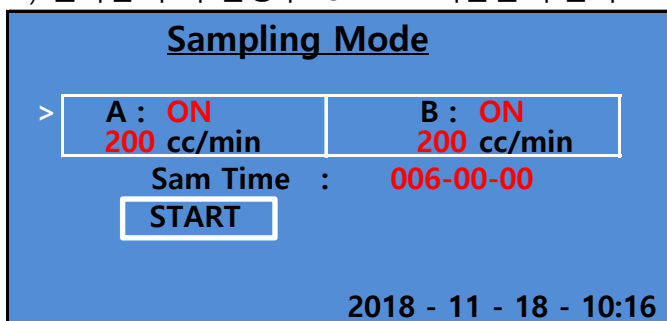 Sampling Mode
> A : ON B : ON
200 cc/min 200 cc/min
Sam Time : 006-00-00
START
2018 - 11 - 18 - 10:16